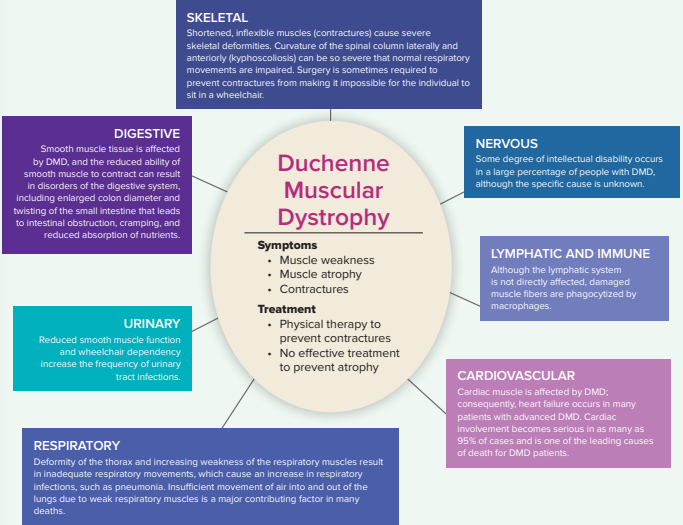 SKELETAL
Shortened, inflexible muscles (contractures) cause severe
skeletal deformities. Curvature of the spinal column laterally and
anteriorly (kyphoscoliosis) can be so severe that normal respiratory
movements are impaired. Surgery is sometimes required to
prevent contractures from making it impossible for the individual to
sit in a wheelchair.
DIGESTIVE
Smooth muscle tissue is affected
by DMD, and the reduced ability of
smooth muscle to contract can result
in disorders of the digestive system,
including enlarged colon diameter and
twisting of the small intestine that leads
to intestinal obstruction, cramping, and
reduced absorption of nutrients.
NERVOUS
Some degree of intellectual disability occurs
in a large percentage of people with DMD,
although the specific cause is unknown.
Duchenne
Muscular
Dystrophy
Symptoms
• Muscle weakness
• Muscle atrophy
• Contractures
Treatment
• Physical therapy to
prevent contractures
• No effective treatment
to prevent atrophy
LYMPHATIC AND IMMUNE
Although the lymphatic system
is not directly affected, damaged
muscle fibers are phagocytized by
macrophages.
URINARY
Reduced smooth muscle function
and wheelchair dependency
increase the frequency of urinary
tract infections.
CARDIOVASCULAR
Cardiac muscle is affected by DMD;
consequently, heart failure occurs in many
patients with advanced DMD. Cardiac
involvement becomes serious in as many as
95% of cases and is one of the leading causes
of death for DMD patients.
RESPIRATORY
Deformity of the thorax and increasing weakness of the respiratory muscles result
in inadequate respiratory movements, which cause an increase in respiratory
infections, such as pneumonia. Insufficient movement of air into and out of the
lungs due to weak respiratory muscles is a major contributing factor in many
deaths.